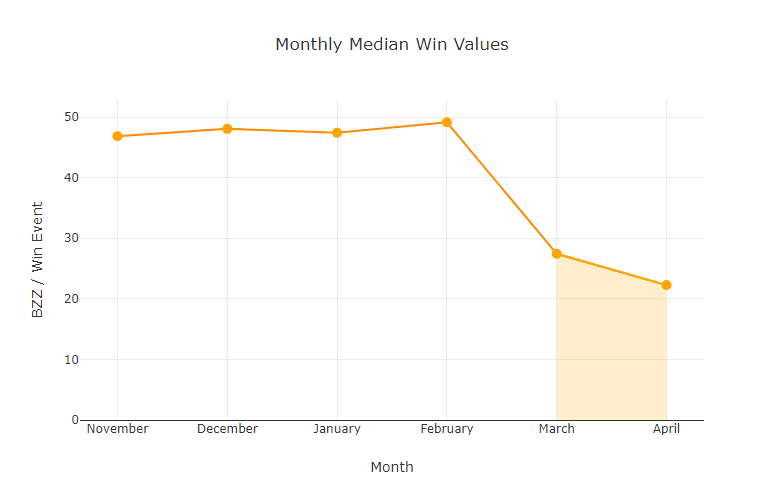 Monthly Median Win Values
BZZ / Win Event
50
40
30
20
10
0
November
December
January
February
March
April
Month